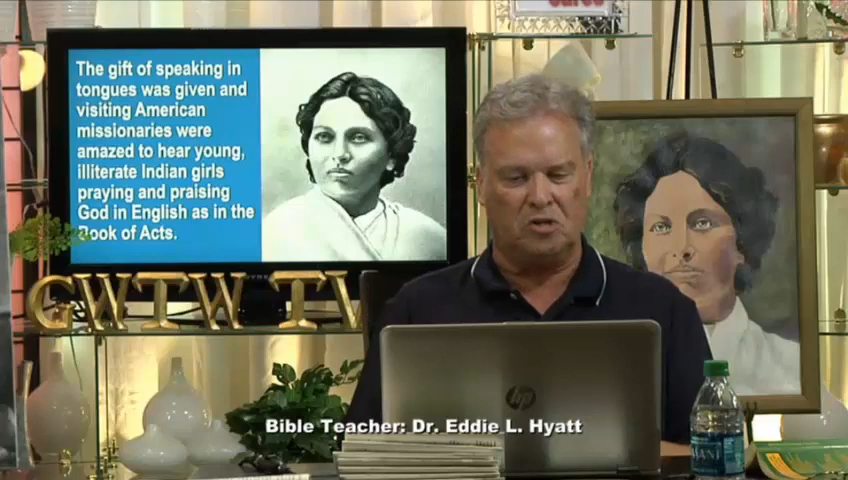 The gift of speaking in
tongues was given and
visiting American
missionaries were
amazed to hear young,
illiterate Indian girls
praying and praising
God in English as in the
Book of Acts.
GWTW TV
hp
Bible Teacher: Dr. Eddie L. Hyatt